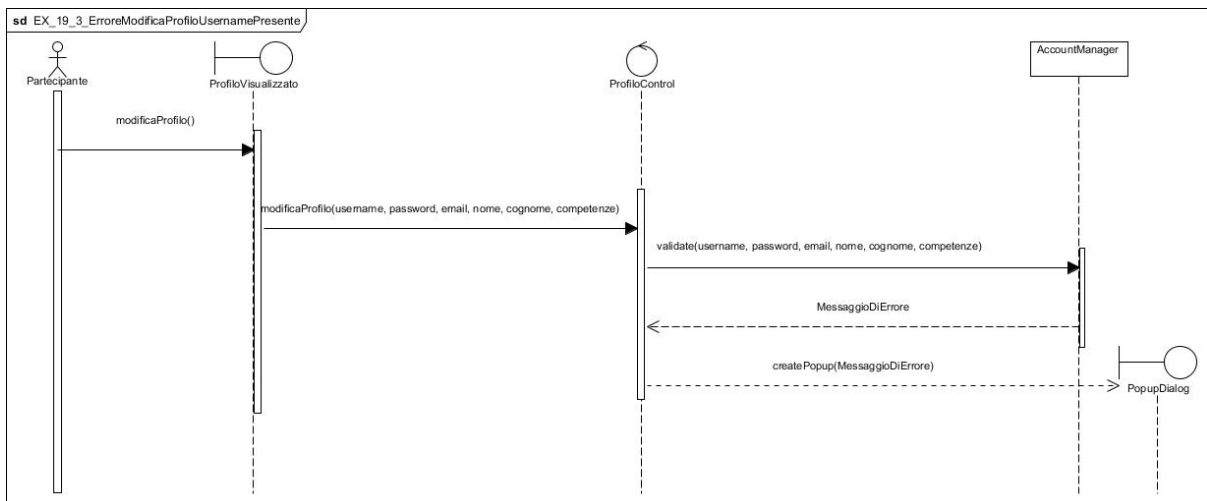 sd EX_19_3_ErroreModificaProfiloUsernamePresente
Partecipante
ProfiloVisualizzato
ProfiloControl
AccountManager
modificaProfilo()
modificaProfilo(username, password, email, nome, cognome, competenze)
validate(username, password, email, nome, cognome, competenze)
MessaggioDiErrore
createPopup(MessaggioDiErrore)
PopupDialog